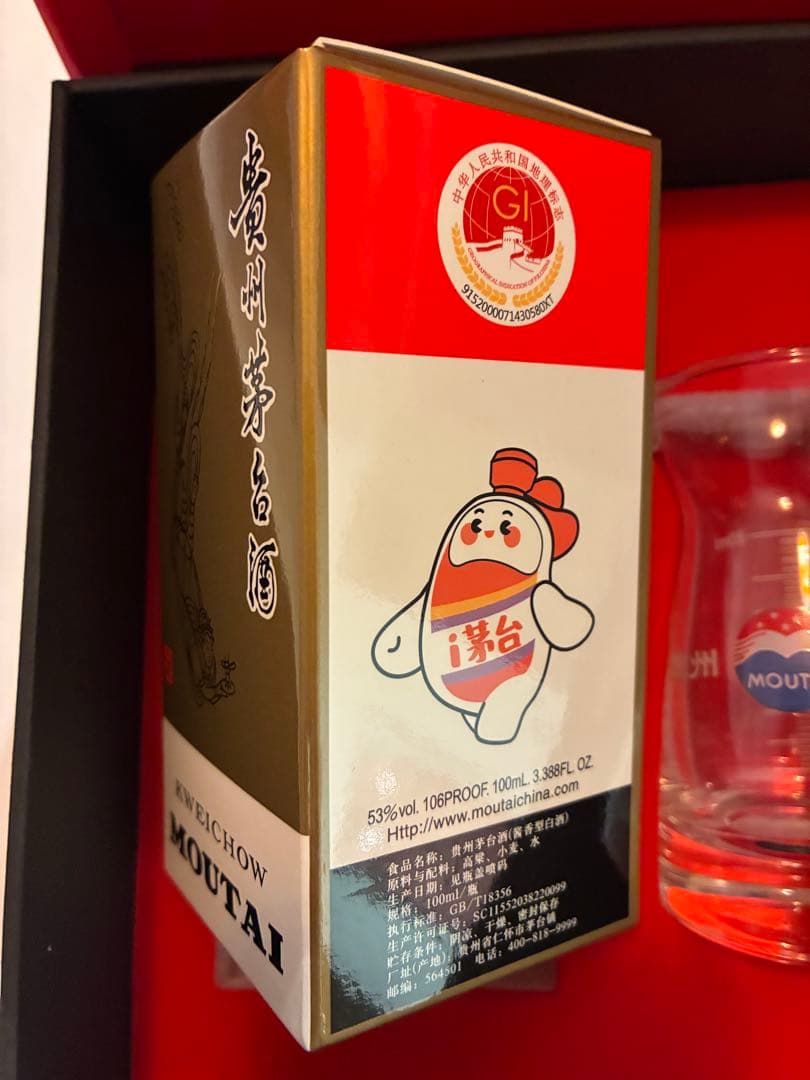 貴州茅台酒
KWEICHOW
MOUTAI
中华人民共和国地理标志
GI
GEOGRAPHICAL INDICATION OF P.R.CHINA
9152000071430580XT
i茅台
53%vol. 106PROOF. 100mL. 3.388FL. OZ.
Http://www.moutaichina.com
食品名称：贵州茅台酒(酱香型白酒)
原料与配料：高粱、小麦、水
生产日期：见瓶盖喷码
规格：100ml/瓶
执行标准：GB/T18356
生产许可证号：SC11552038220099
贮存条件：阴凉、干燥、密封保存
厂址(产地)：贵州省仁怀市茅台镇
邮编：564501 电话：400-818-9999
MOUT